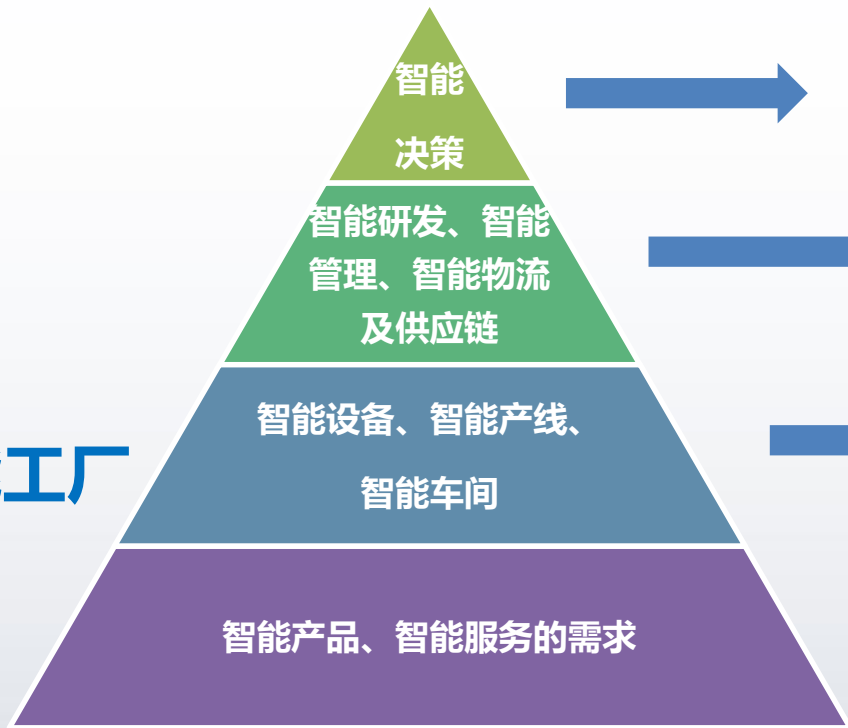 智能
决策
智能研发、智能
管理、智能物流
及供应链
智能设备、智能产线、
智能车间
工厂
智能产品、智能服务的需求